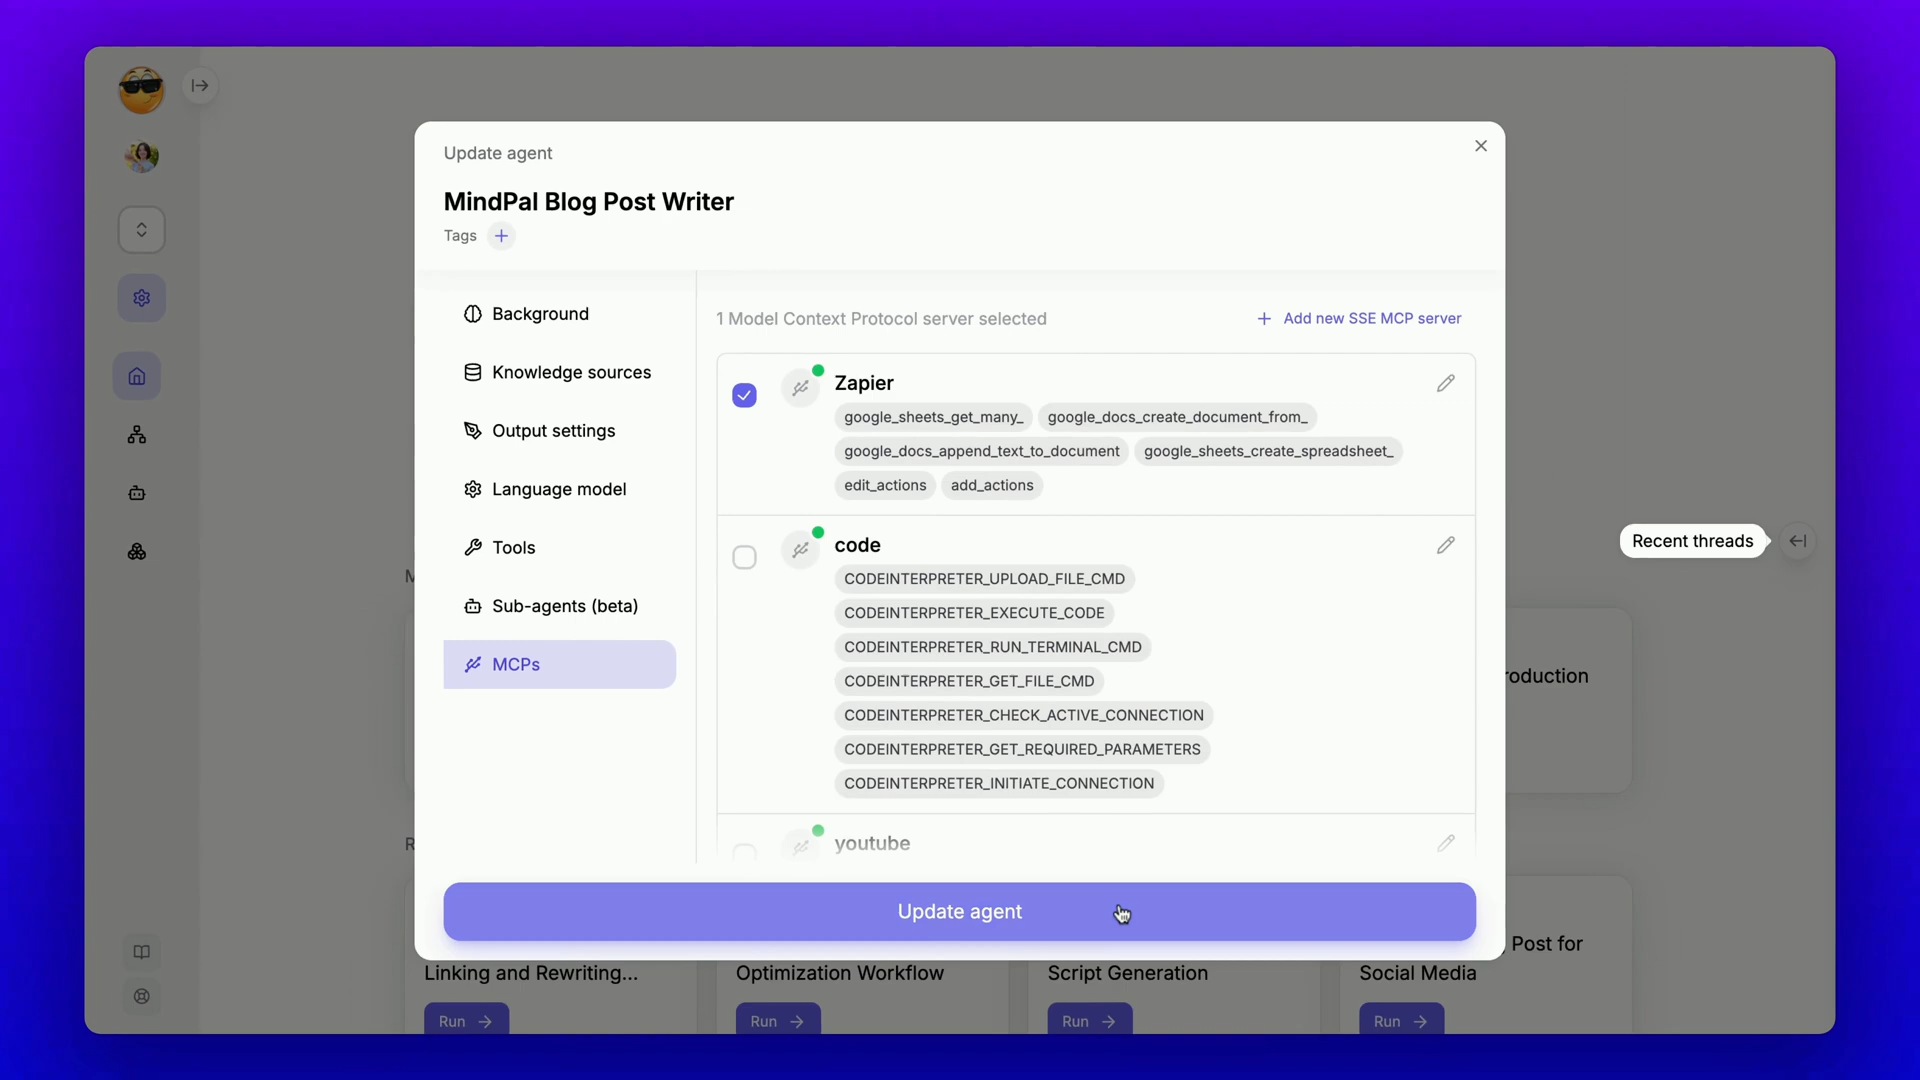 Update agent
MindPal Blog Post Writer
Tags
Background
Knowledge sources
Output settings
Language model
Tools
Sub-agents (beta)
MCPs
1 Model Context Protocol server selected
Add new SSE MCP server
Zapier
google_sheets_get_many_
google_docs_create_document_from_
google_docs_append_text_to_document
google_sheets_create_spreadsheet_
edit_actions
add_actions
code
CODEINTERPRETER_UPLOAD_FILE_CMD
CODEINTERPRETER_EXECUTE_CODE
CODEINTERPRETER_RUN_TERMINAL_CMD
CODEINTERPRETER_GET_FILE_CMD
CODEINTERPRETER_CHECK_ACTIVE_CONNECTION
CODEINTERPRETER_GET_REQUIRED_PARAMETERS
CODEINTERPRETER_INITIATE_CONNECTION
youtube
Update agent
Recent threads
roduction
Linking and Rewriting...
Run
Optimization Workflow
Run
Script Generation
Run
Post for
Social Media
Run